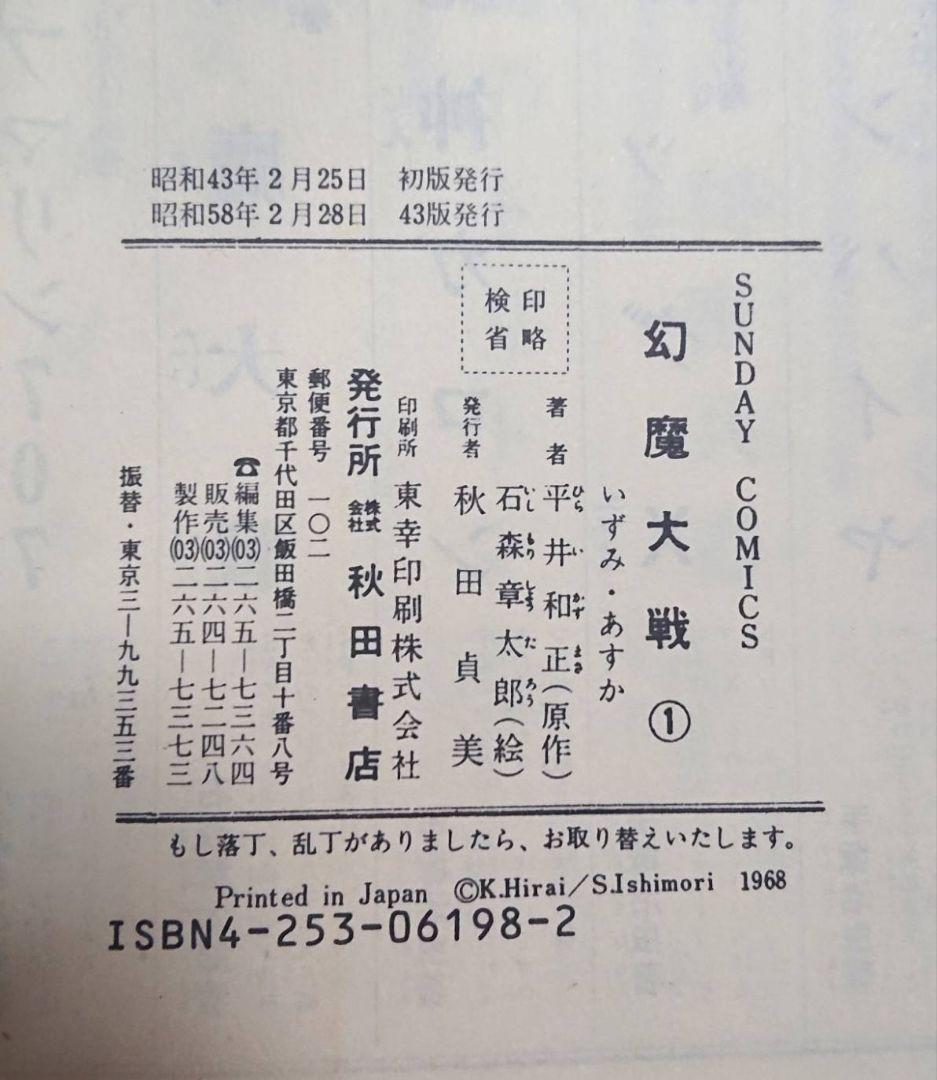 昭和43年2月25日　初版発行
昭和58年2月28日　43版発行
SUNDAY COMICS
幻魔大戦①
いずみ・あすか
著者　平井和正(原作)
石森章太郎(絵)
発行者　秋田貞美
検印省略
印刷所　東幸印刷株式会社
発行所　株式会社　秋田書店
郵便番号　一〇二
東京都千代田区飯田橋二丁目十番八号
☎編集(03)二六五―七三六四
販売(03)二六四―七二四八
製作(03)二六五―七三七三
振替・東京三―九九三五三番
もし落丁、乱丁がありましたら、お取り替えいたします。
Printed in Japan　©K.Hirai/S.Ishimori　1968
ISBN4-253-06198-2